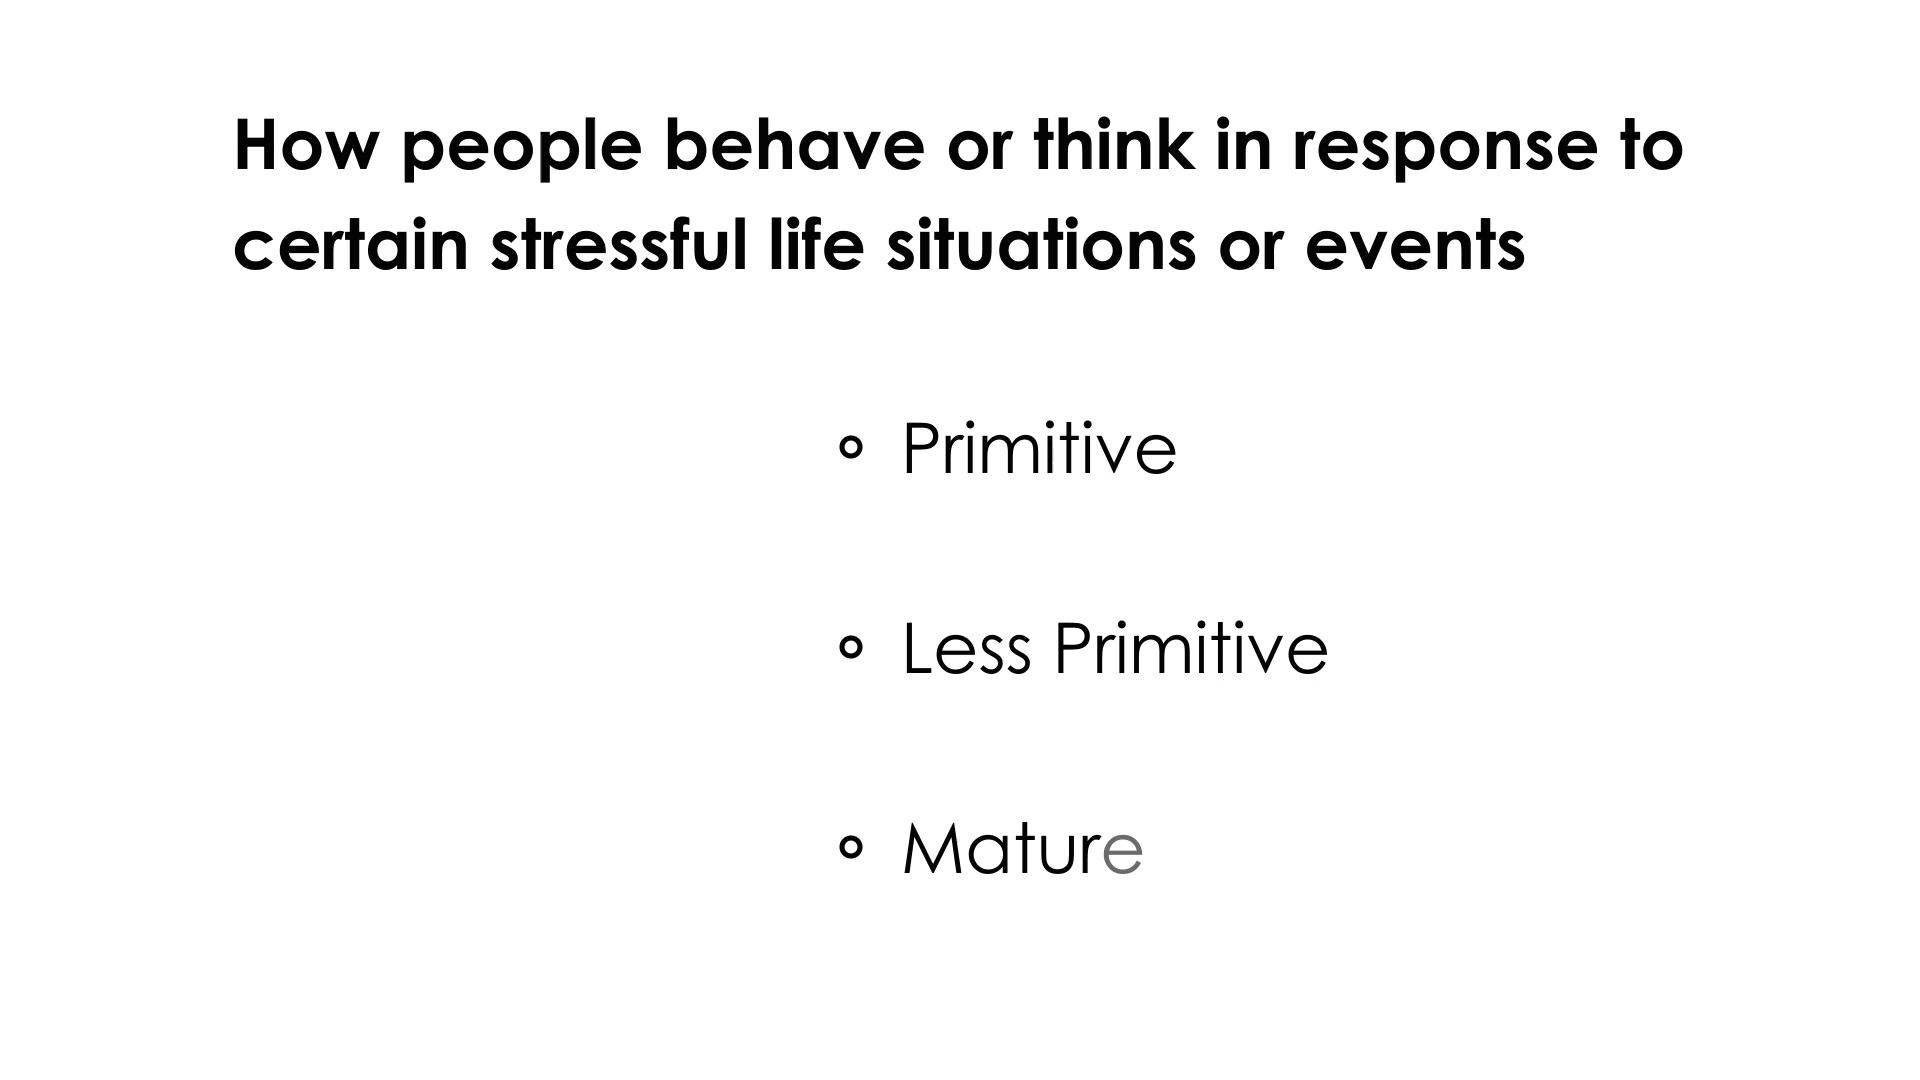 How people behave or think in response to
certain stressful life situations or events
⚬ Primitive
⚬ Less Primitive
⚬ Mature